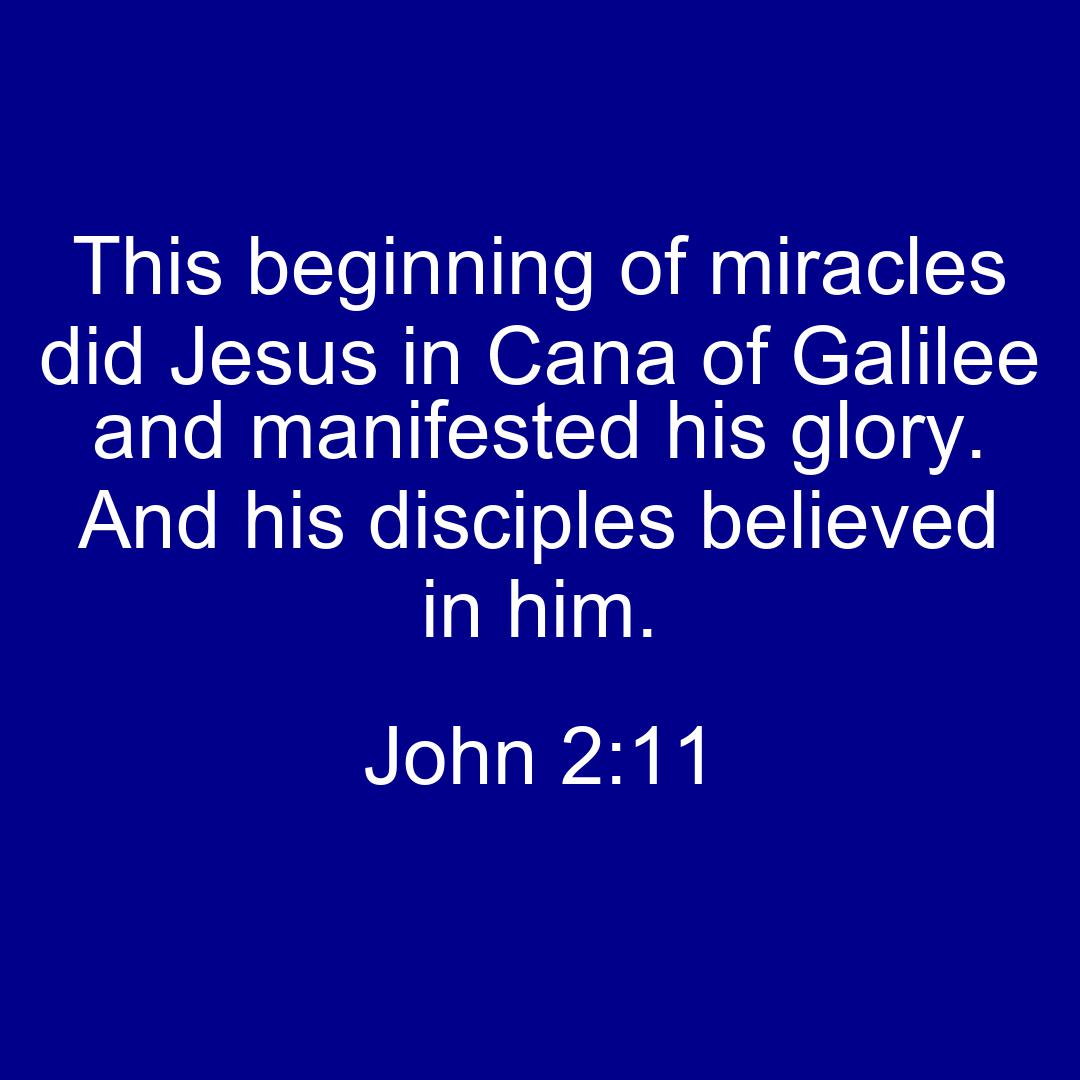 This beginning of miracles
did Jesus in Cana of Galilee
and manifested his glory.
And his disciples believed
in him.
John 2:11